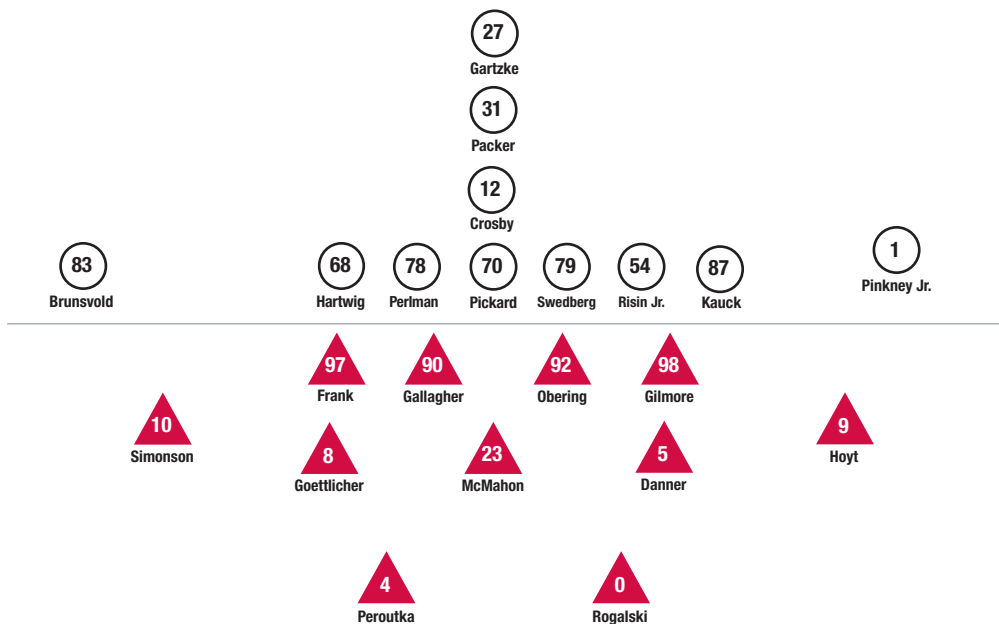 27
Gartzke
31
Packer
12
Crosby
83
Brunsvold
68
Hartwig
78
Perlman
70
Pickard
79
Swedberg
54
Risin Jr.
87
Kauck
1
Pinkney Jr.
97
Frank
90
Gallagher
92
Obering
98
Gilmore
10
Simonson
8
Goettlicher
23
McMahon
5
Danner
9
Hoyt
4
Peroutka
0
Rogalski